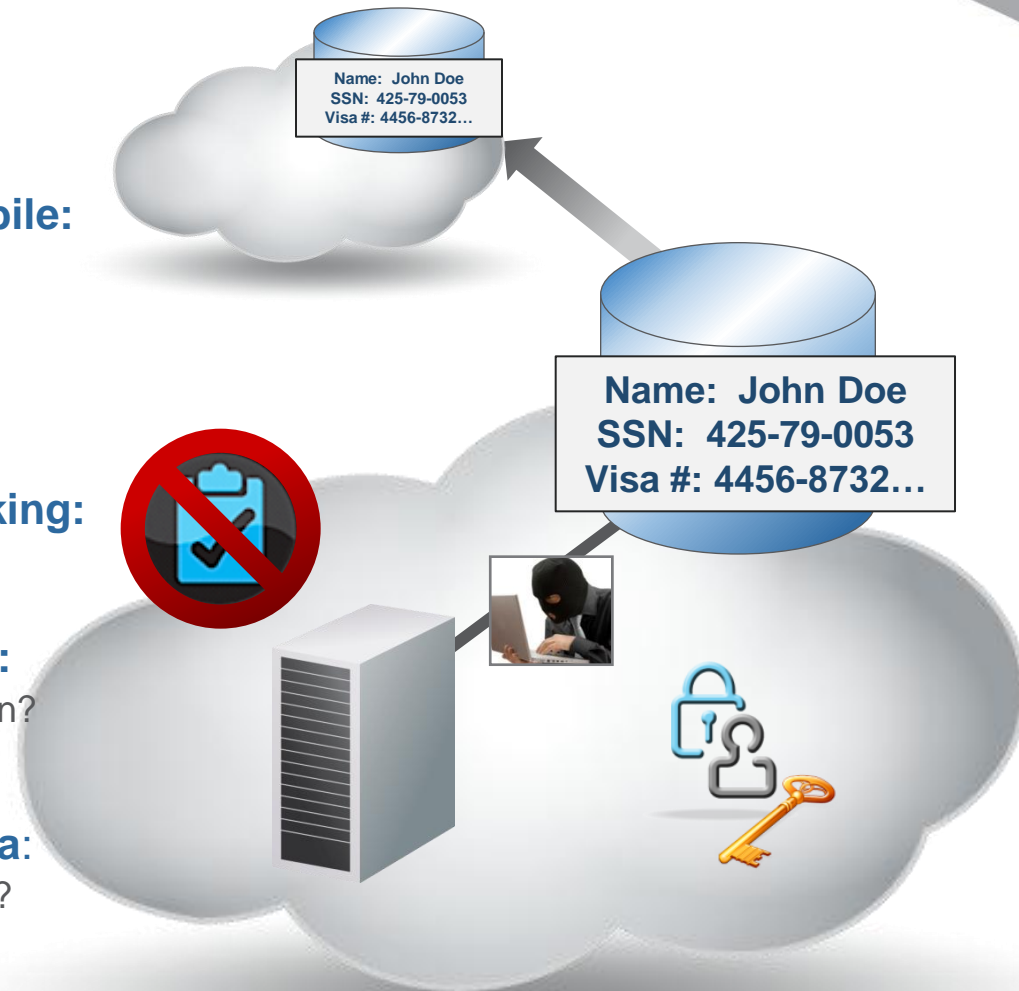 Name: John Doe
SSN: 425-79-0053
Visa #: 4456-8732…
bile:
Name: John Doe
SSN: 425-79-0053
Visa #: 4456-8732…
king:
:
n?
a:
?